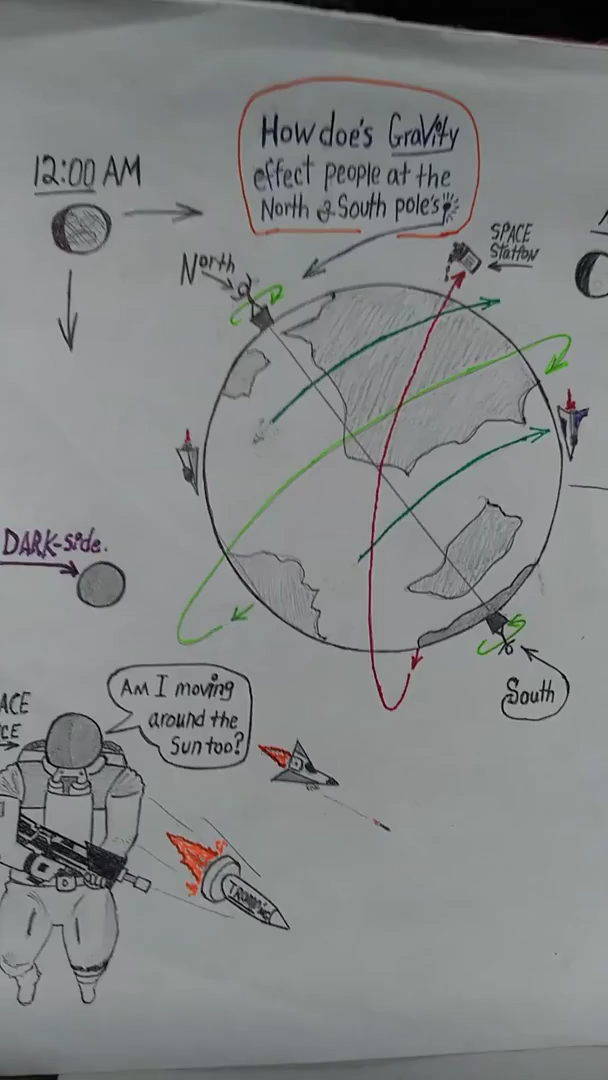 How doe's Gravity
effect people at the
North & South pole's
12:00 AM
North
SPACE
Station
DARK-side.
South
ACE
CE
Am I moving
around the
Sun too?